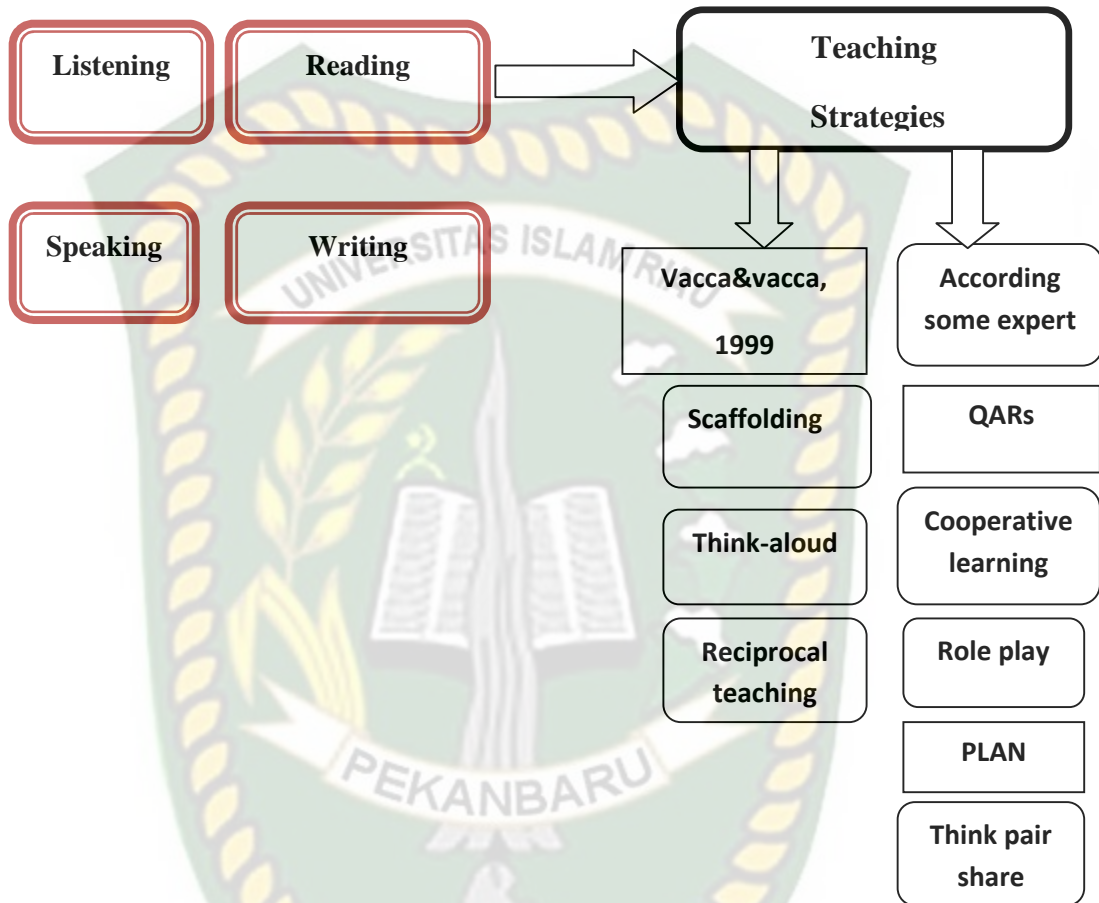 Listening
Reading
Teaching
Strategies
Speaking
Writing
UNIVERSITAS ISLAM RIAU
Vacca&vacca,
1999
According
some expert
Scaffolding
QARs
Think-aloud
Cooperative
learning
Reciprocal
teaching
Role play
PLAN
PEKANBARU
Think pair
share